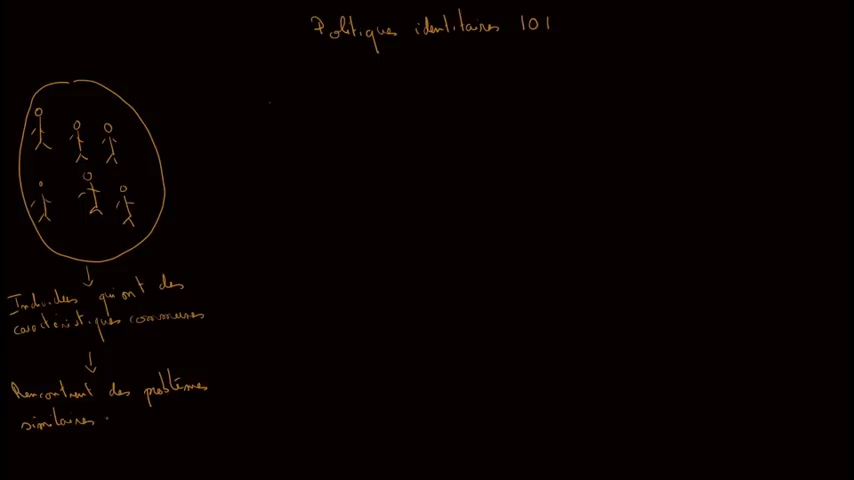 Politiques identitaires 101
Individus qui ont des
caractéristiques communes
Rencontrent des problèmes
similaires.